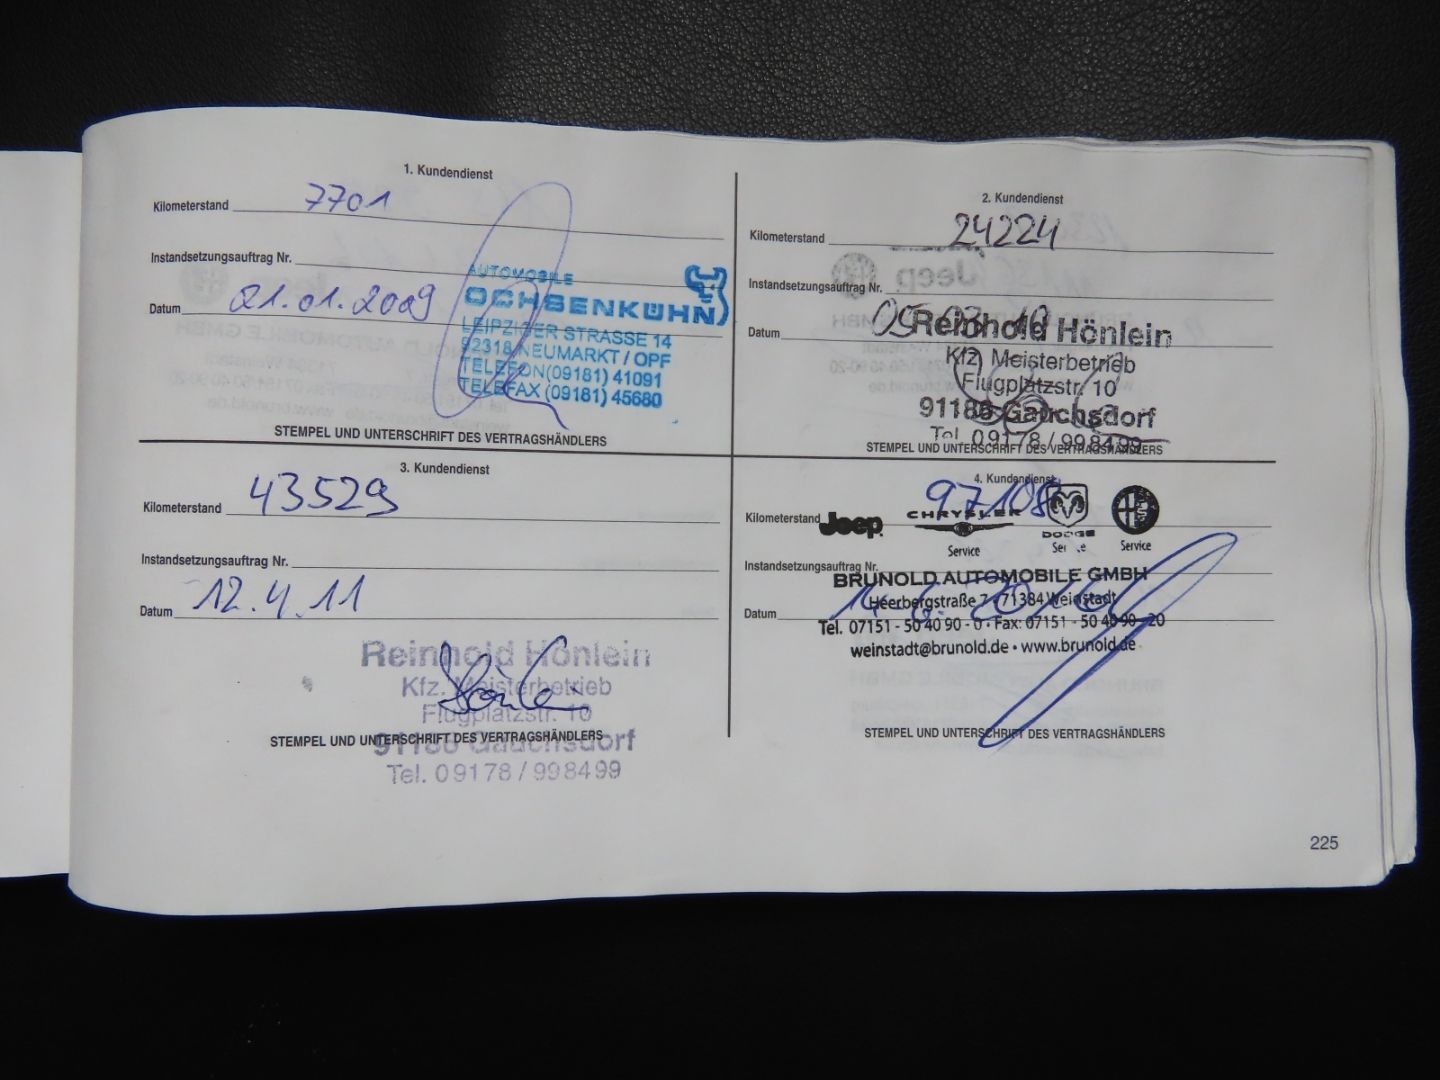 1. Kundendienst
Kilometerstand 7701
Instandsetzungsauftrag Nr.
Datum 21.01.2009
AUTOMOBILE
OCHSENKÜHN
LEIPZIGER STRASSE 14
92318 NEUMARKT / OPF
TELEFON (09181) 41091
TELEFAX (09181) 45680
STEMPEL UND UNTERSCHRIFT DES VERTRAGSHÄNDLERS
2. Kundendienst
Kilometerstand 24224
Instandsetzungsauftrag Nr.
Datum
Reinhold Hönlein
Kfz. Meisterbetrieb
Flugplatzstr. 10
91186 Gauchsdorf
Tel. 09178 / 998499
STEMPEL UND UNTERSCHRIFT DES VERTRAGSHÄNDLERS
3. Kundendienst
Kilometerstand 43529
Instandsetzungsauftrag Nr.
Datum 12.4.11
Reinhold Hönlein
Kfz. Meisterbetrieb
Flugplatzstr. 10
91186 Gauchsdorf
Tel. 09178 / 998499
STEMPEL UND UNTERSCHRIFT DES VERTRAGSHÄNDLERS
4. Kundendienst
Kilometerstand 97108
Jeep CHRYSLER DODGE
Service Service Service
Instandsetzungsauftrag Nr.
BRUNOLD AUTOMOBILE GMBH
Heerbergstraße 7 · 71384 Weinstadt
Datum
Tel. 07151 - 50 40 90 - 0 · Fax: 07151 - 50 40 90 - 20
weinstadt@brunold.de • www.brunold.de
STEMPEL UND UNTERSCHRIFT DES VERTRAGSHÄNDLERS
225